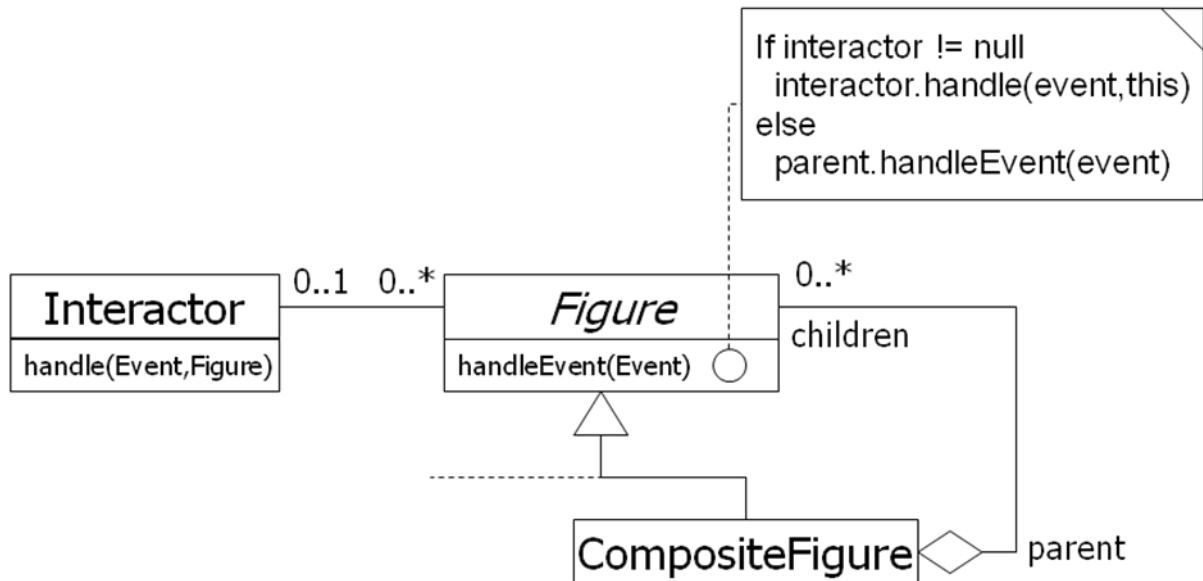 If interactor != null
interactor.handle(event,this)
else
parent.handleEvent(event)
Interactor
handle(Event,Figure)
0..1 0..*
Figure
handleEvent(Event)
0..*
children
CompositeFigure
parent